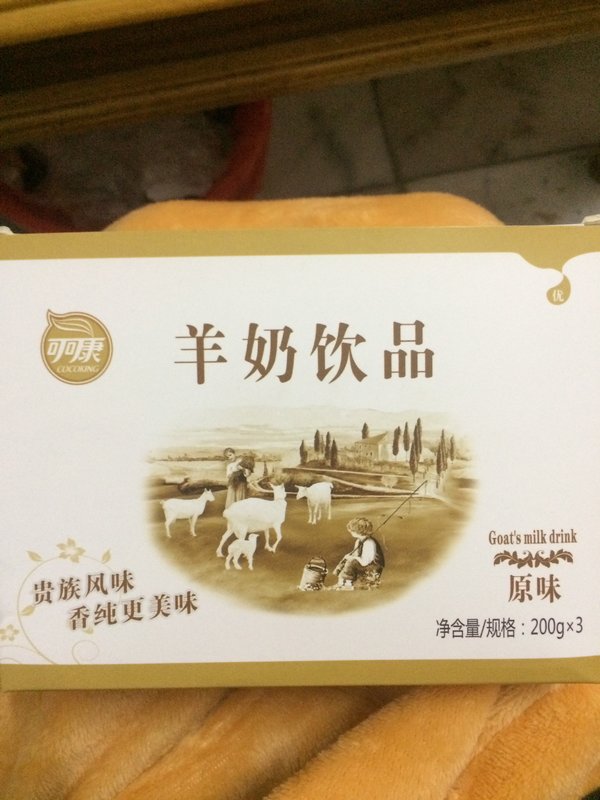 优
可可康
COCOKING
羊奶饮品
Goat's milk drink
原味
贵族风味
香纯更美味
净含量/规格：200g×3